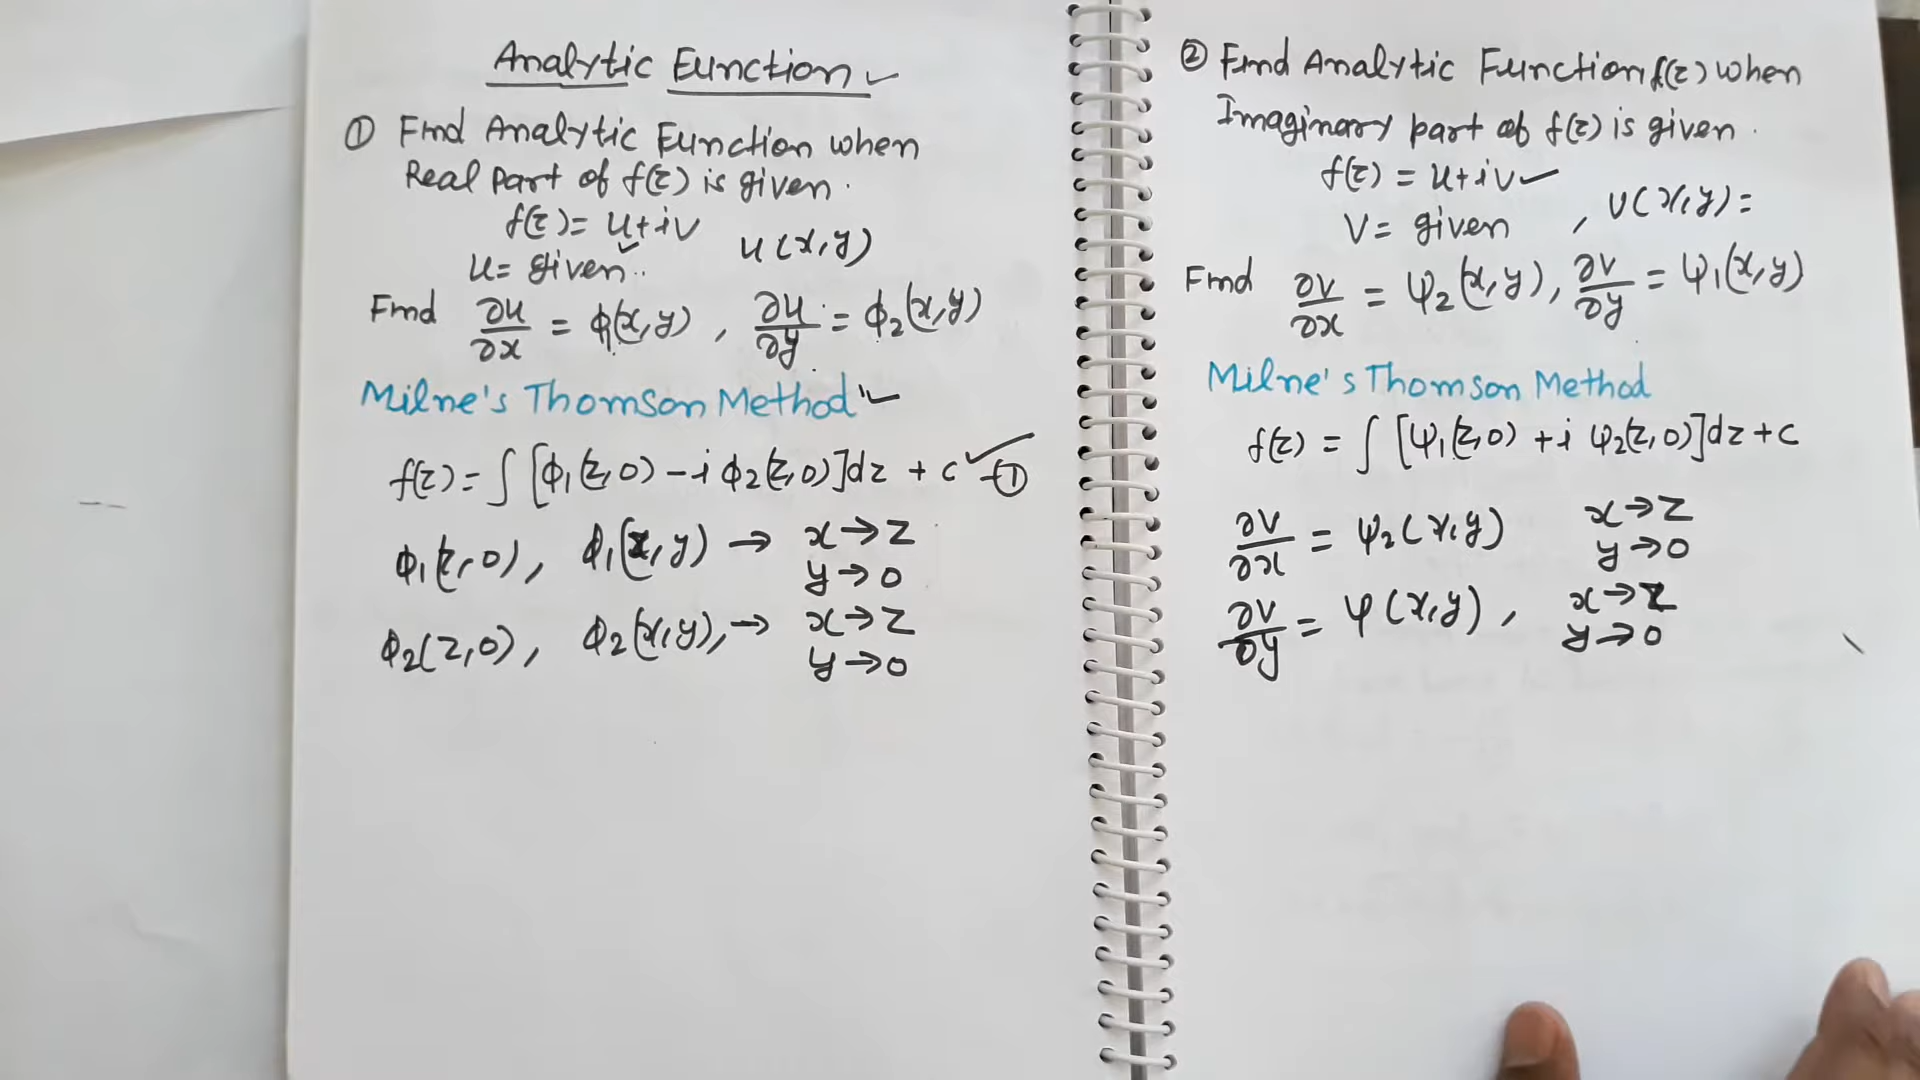 Analytic Function
① Find Analytic Function when
Real part of f(z) is given.
f(z) = u+iv
u(x,y)
u = given..
Find ∂u/∂x = ϕ₁(x,y) , ∂u/∂y = ϕ₂(x,y)
Milne's Thomson Method
f(z) = ∫ [ϕ₁(z,0) - i ϕ₂(z,0)]dz + c -①
ϕ₁(z,0), ϕ₁(x,y) → x→z
y→0
ϕ₂(z,0), ϕ₂(x,y), → x→z
y→0
② Find Analytic Function f(z) when
Imaginary part of f(z) is given.
f(z) = u+iv
V = given , v(x,y) =
Find ∂v/∂x = ψ₂(x,y), ∂v/∂y = ψ₁(x,y)
Milne's Thomson Method
f(z) = ∫ [ψ₁(z,0) + i ψ₂(z,0)]dz + c
∂v/∂x = ψ₂(x,y) x→z
y→0
∂v/∂y = ψ(x,y), x→z
y→0